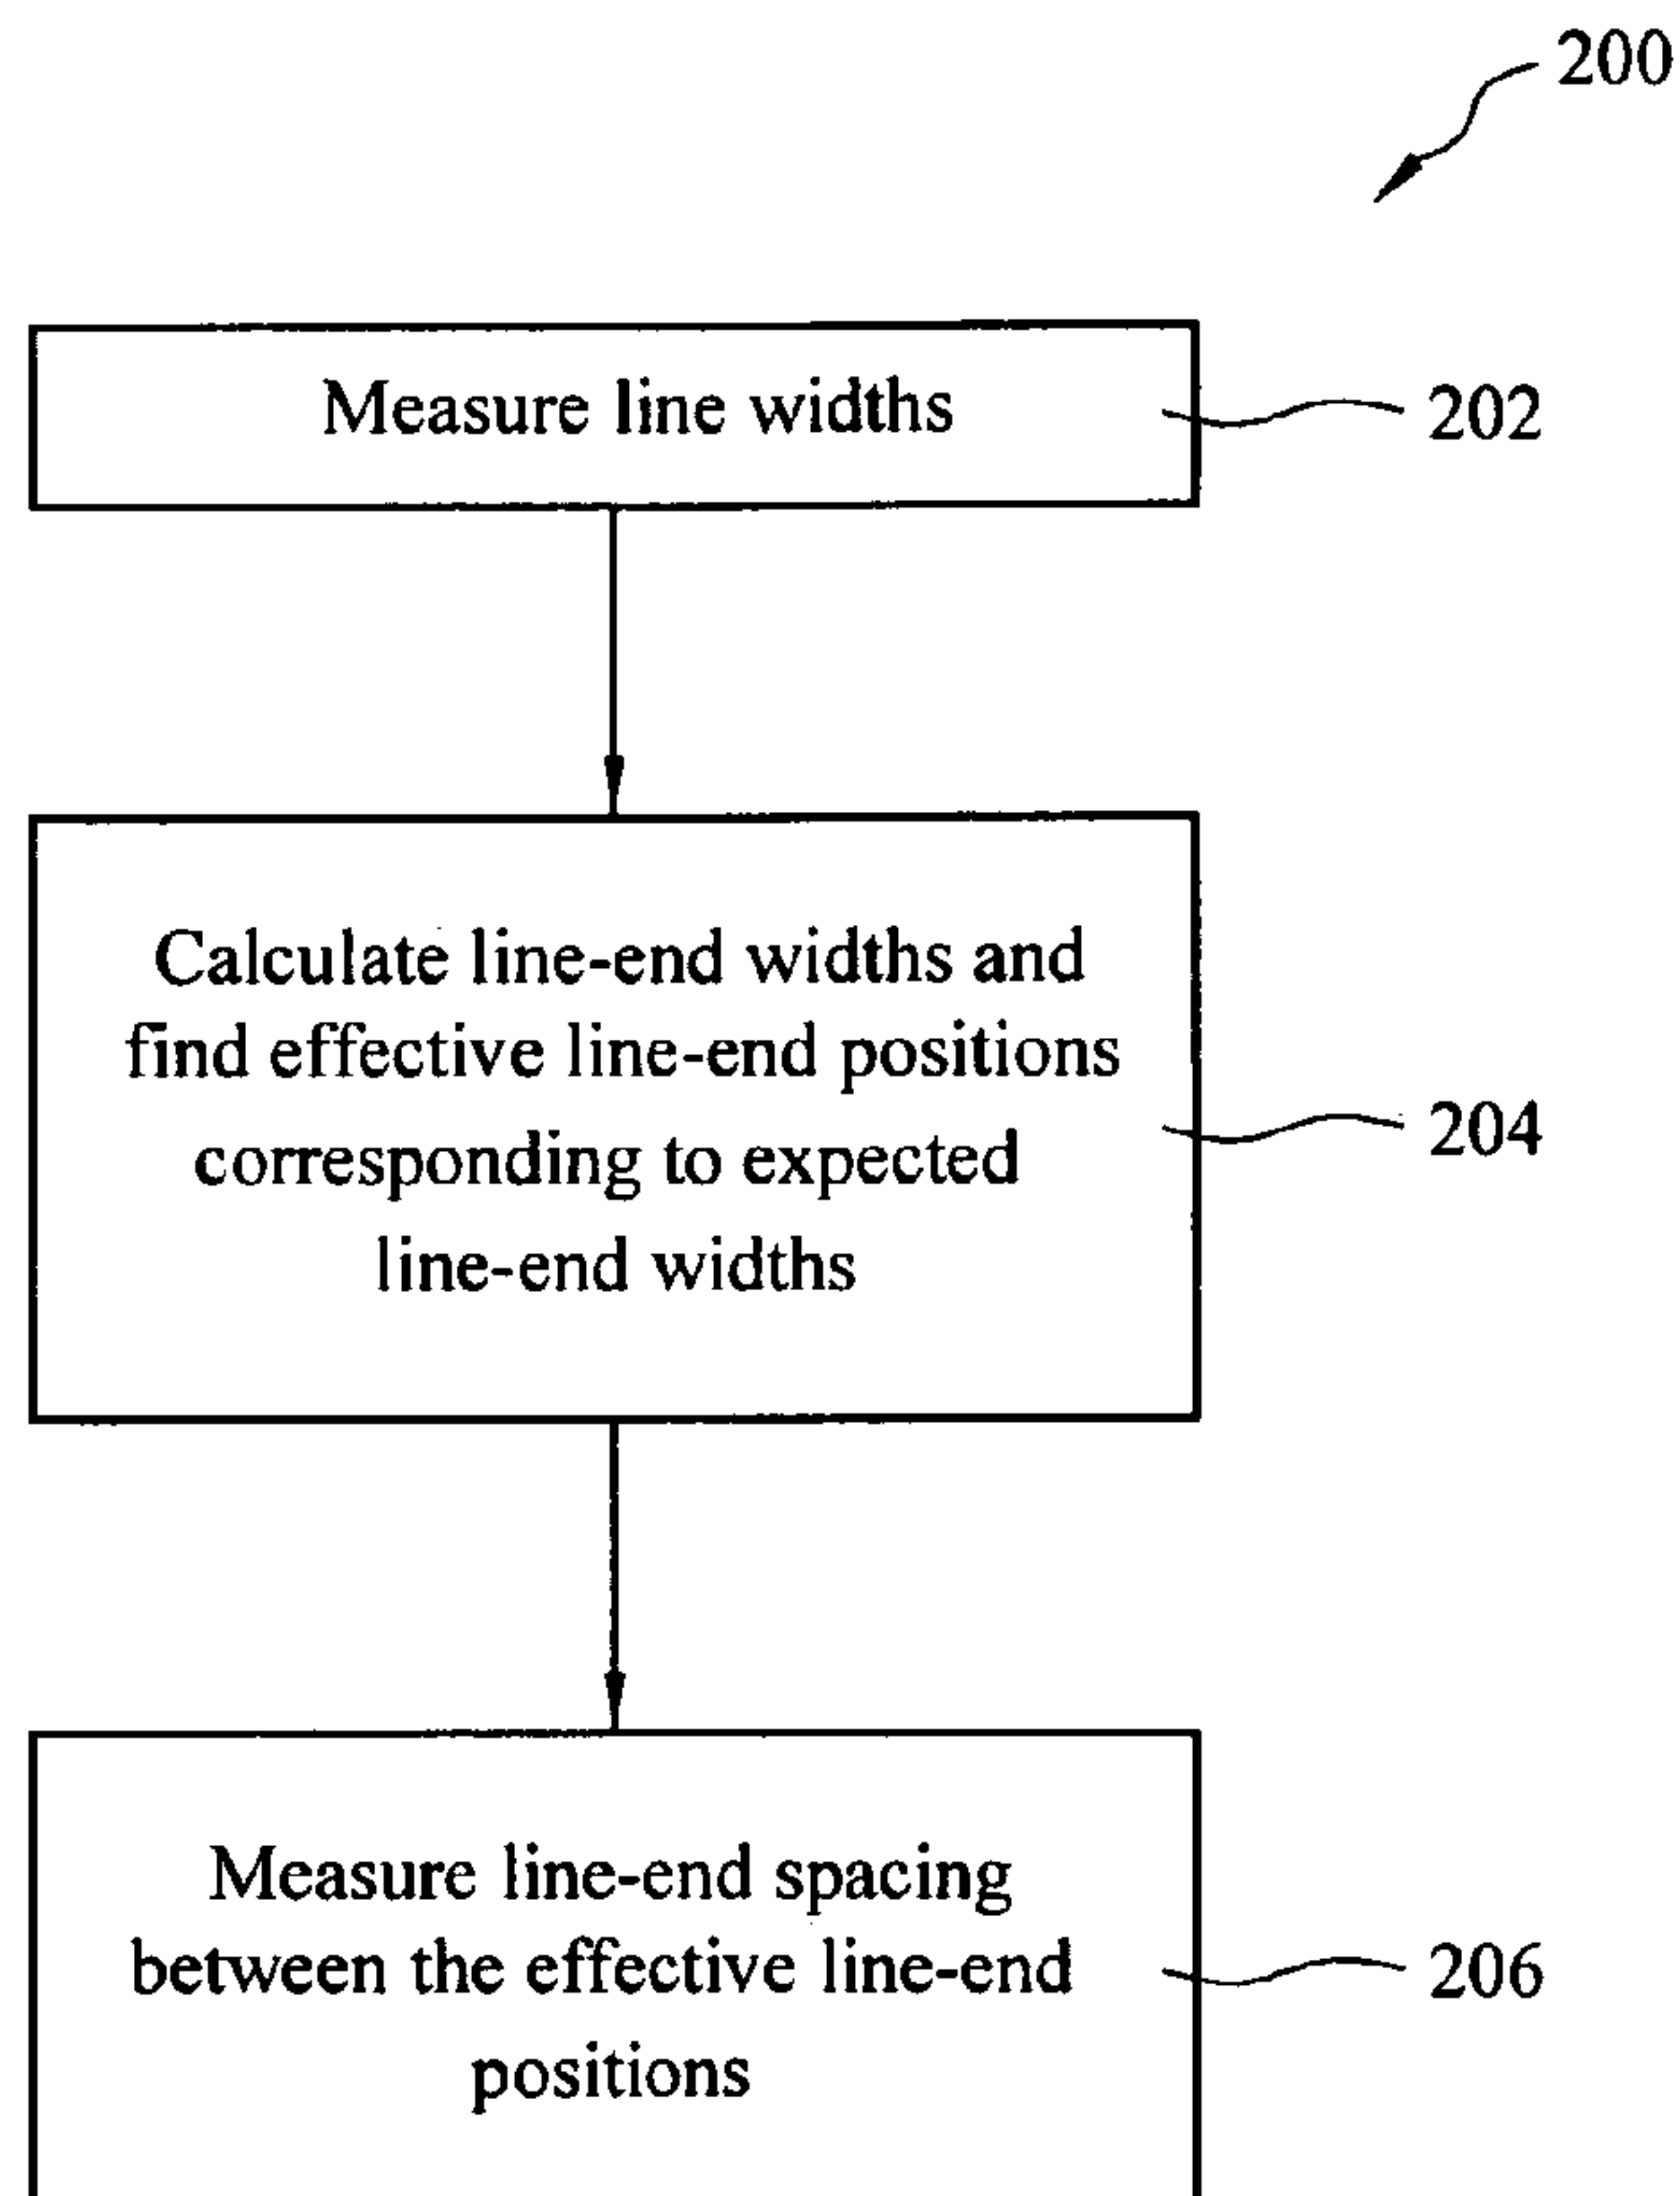 200
Measure line widths
202
Calculate line-end widths and
find effective line-end positions
corresponding to expected
line-end widths
204
Measure line-end spacing
between the effective line-end
positions
206